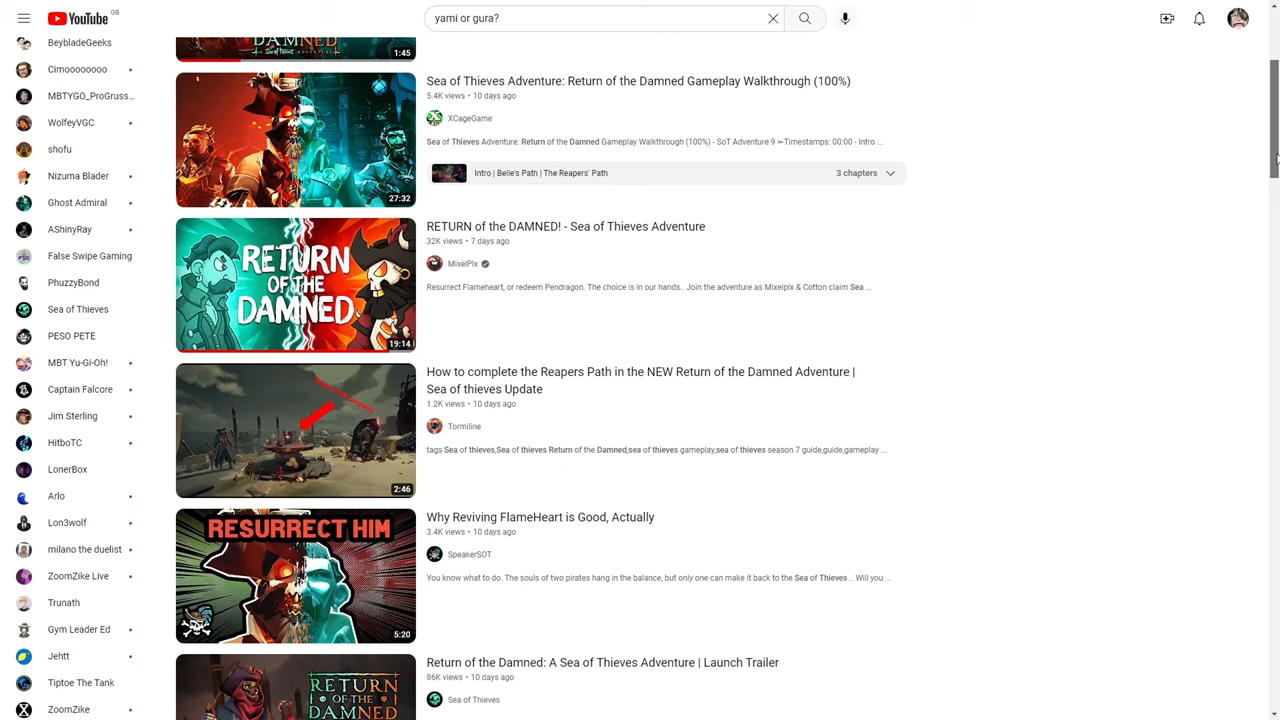 YouTube GB
yami or gura?
BeybladeGeeks
Cimoooooooo
MBTYGO_ProGruss...
WolfeyVGC
shofu
Nizuma Blader
Ghost Admiral
AShinyRay
False Swipe Gaming
PhuzzyBond
Sea of Thieves
PESO PETE
MBT Yu-Gi-Oh!
Captain Falcore
Jim Sterling
HitboTC
LonerBox
Arlo
Lon3wolf
milano the duelist
ZoomZike Live
Trunath
Gym Leader Ed
Jehtt
Tiptoe The Tank
ZoomZike
DAMNED
A SEA OF THIEVES ADVENTURE
1:45
27:32
Sea of Thieves Adventure: Return of the Damned Gameplay Walkthrough (100%)
5.4K views • 10 days ago
XCageGame
Sea of Thieves Adventure: Return of the Damned Gameplay Walkthrough (100%) - SoT Adventure 9 ➳Timestamps: 00:00 - Intro ...
Intro | Belle's Path | The Reapers' Path
3 chapters
RETURN
OF THE
DAMNED
19:14
RETURN of the DAMNED! - Sea of Thieves Adventure
32K views • 7 days ago
MixelPlx
Resurrect Flameheart, or redeem Pendragon. The choice is in our hands.. Join the adventure as Mixelplx & Cotton claim Sea ...
2:46
How to complete the Reapers Path in the NEW Return of the Damned Adventure |
Sea of thieves Update
1.2K views • 10 days ago
Tormiline
tags Sea of thieves,Sea of thieves Return of the Damned,sea of thieves gameplay,sea of thieves season 7 guide,guide,gameplay ...
RESURRECT HIM
5:20
Why Reviving FlameHeart is Good, Actually
3.4K views • 10 days ago
SpeakerSOT
You know what to do. The souls of two pirates hang in the balance, but only one can make it back to the Sea of Thieves... Will you ...
RETURN
OF THE
DAMNED
Return of the Damned: A Sea of Thieves Adventure | Launch Trailer
86K views • 10 days ago
Sea of Thieves